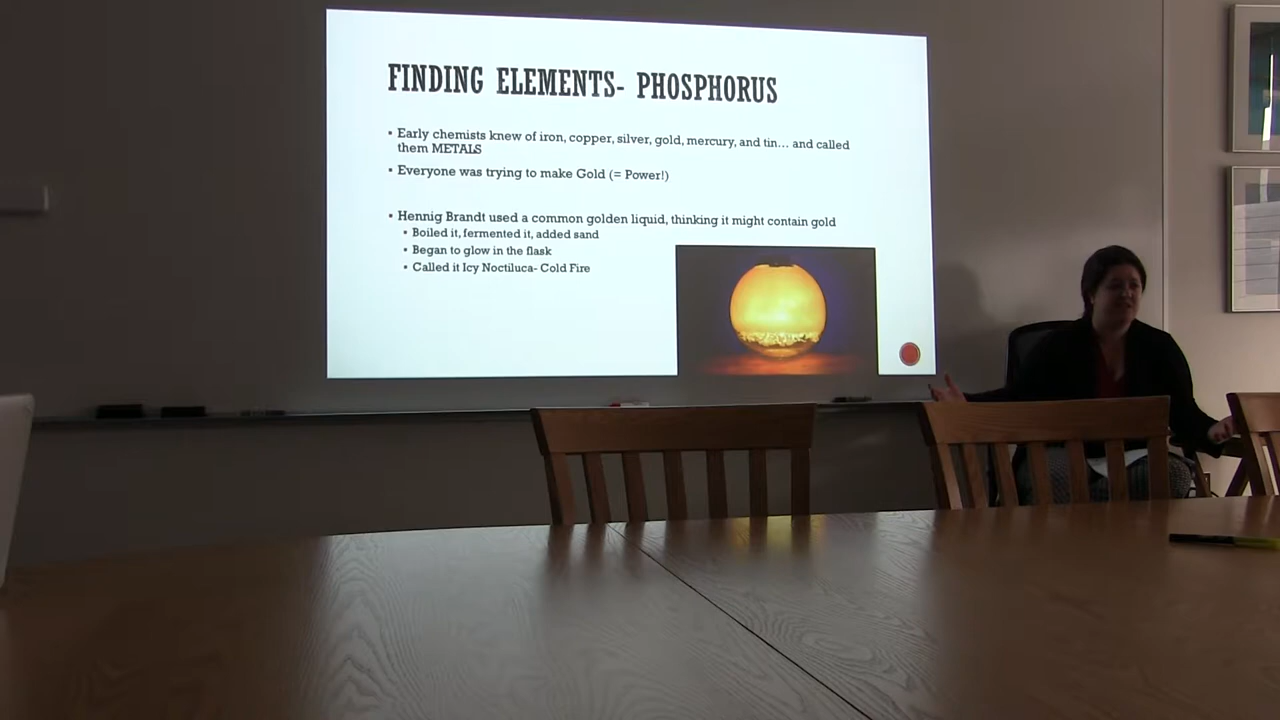 FINDING ELEMENTS- PHOSPHORUS
• Early chemists knew of iron, copper, silver, gold, mercury, and tin... and called
them METALS
• Everyone was trying to make Gold (= Power!)
• Hennig Brandt used a common golden liquid, thinking it might contain gold
• Boiled it, fermented it, added sand
• Began to glow in the flask
• Called it Icy Noctiluca- Cold Fire